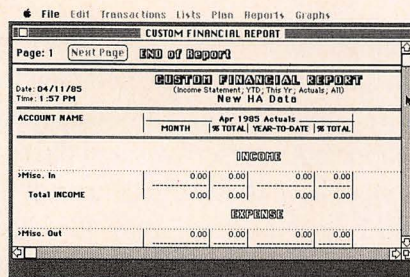 File Edit Transactions Lists Plan Reports Graphs
CUSTOM FINANCIAL REPORT
Page: 1 Next Page END of Report
CUSTOM FINANCIAL REPORT
Date: 04/11/85 (Income Statement; YTD; This Yr; Actuals; All)
Time: 1:57 PM New HA Data
ACCOUNT NAME Apr 1985 Actuals
MONTH % TOTAL YEAR-TO-DATE % TOTAL
INCOME
>Misc. In 0.00 0.00 0.00 0.00
Total INCOME 0.00 0.00 0.00 0.00
EXPENSE
>Misc. Out 0.00 0.00 0.00 0.00